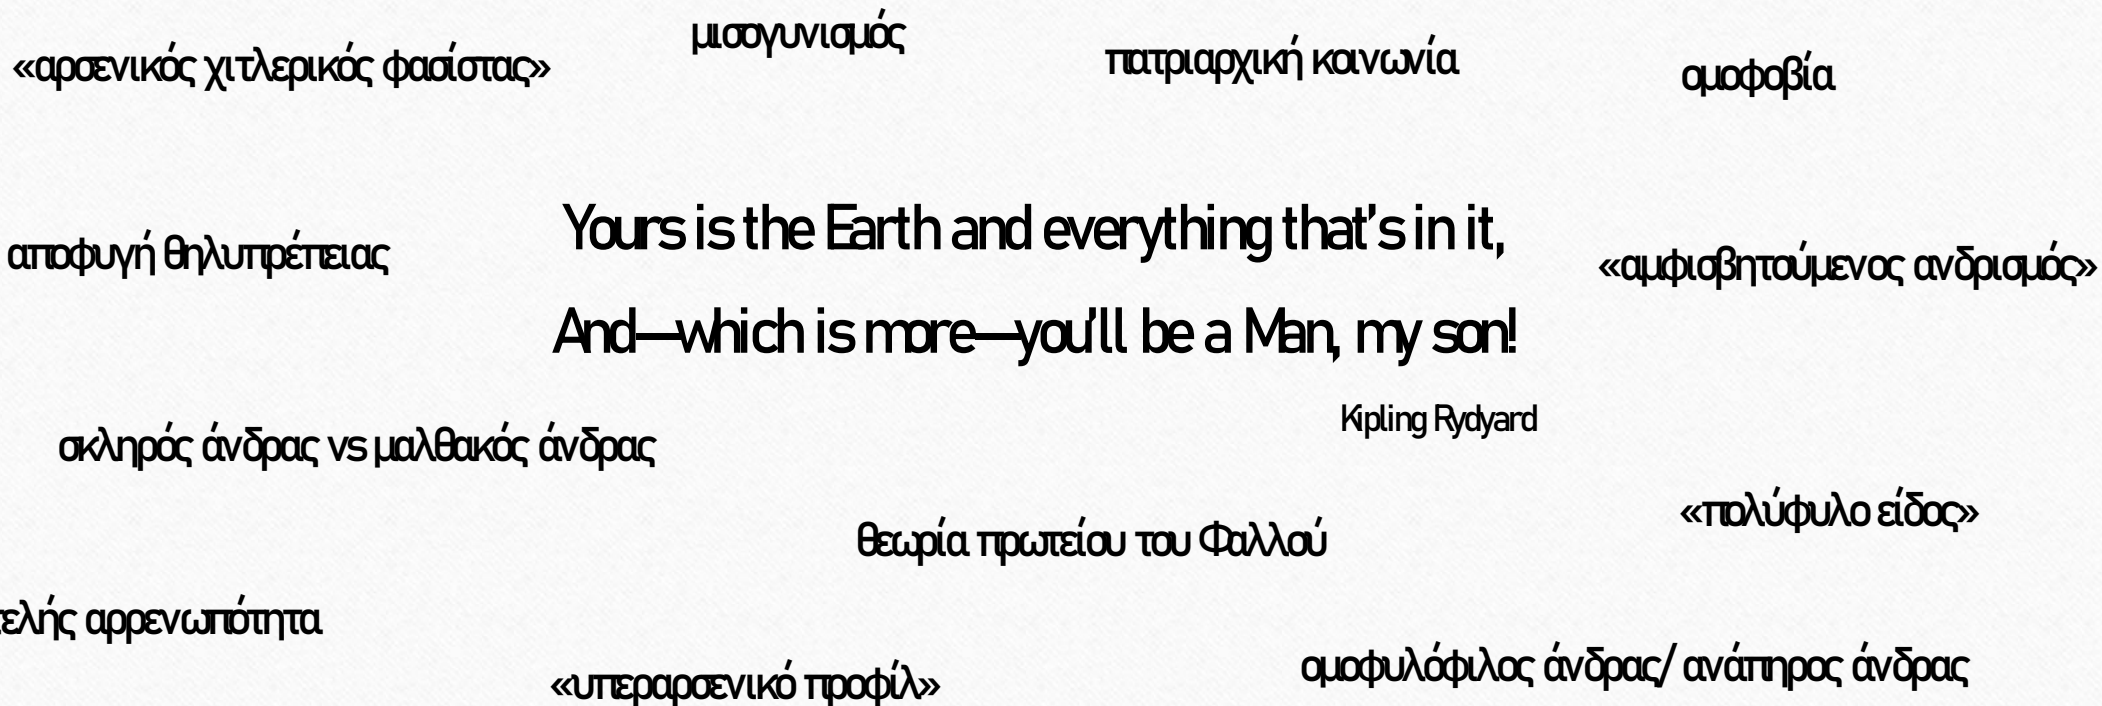 μισογυνισμός
«αρσενικός χιτλερικός φασίστας»
πατριαρχική κοινωνία
ομοφοβία
Yours is the Earth and everything that's in it,
αποφυγή θηλυπρέπειας
«αμφισβητούμενος ανδρισμός»
And—which is more—you'll be a Man, my son!
Kipling Rydyard
σκληρός άνδρας vs μαλθακός άνδρας
«πολύφυλο είδος»
θεωρία πρωτείου του Φαλλού
αρρενωπότητα
ομοφυλόφιλος άνδρας/ ανάπηρος άνδρας
«υπεραρσενικό προφίλ»